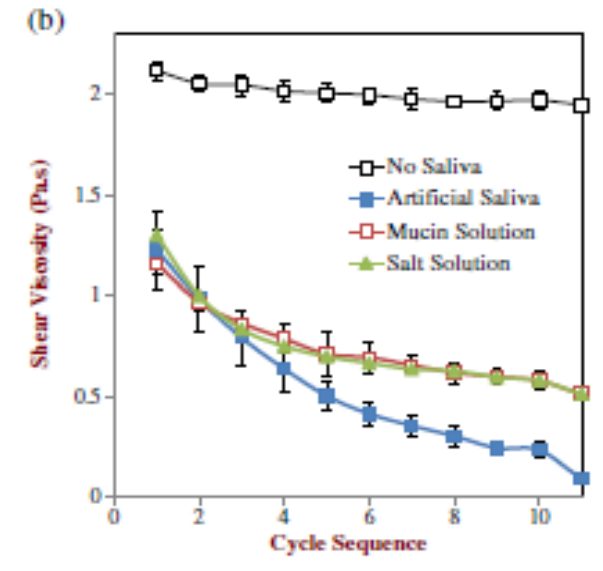 (b)
2
1.5
1
0.5
0
Shear Viscosity (Pa.s)
No Saliva
Artificial Saliva
Mucin Solution
Salt Solution
0 2 4 6 8 10
Cycle Sequence